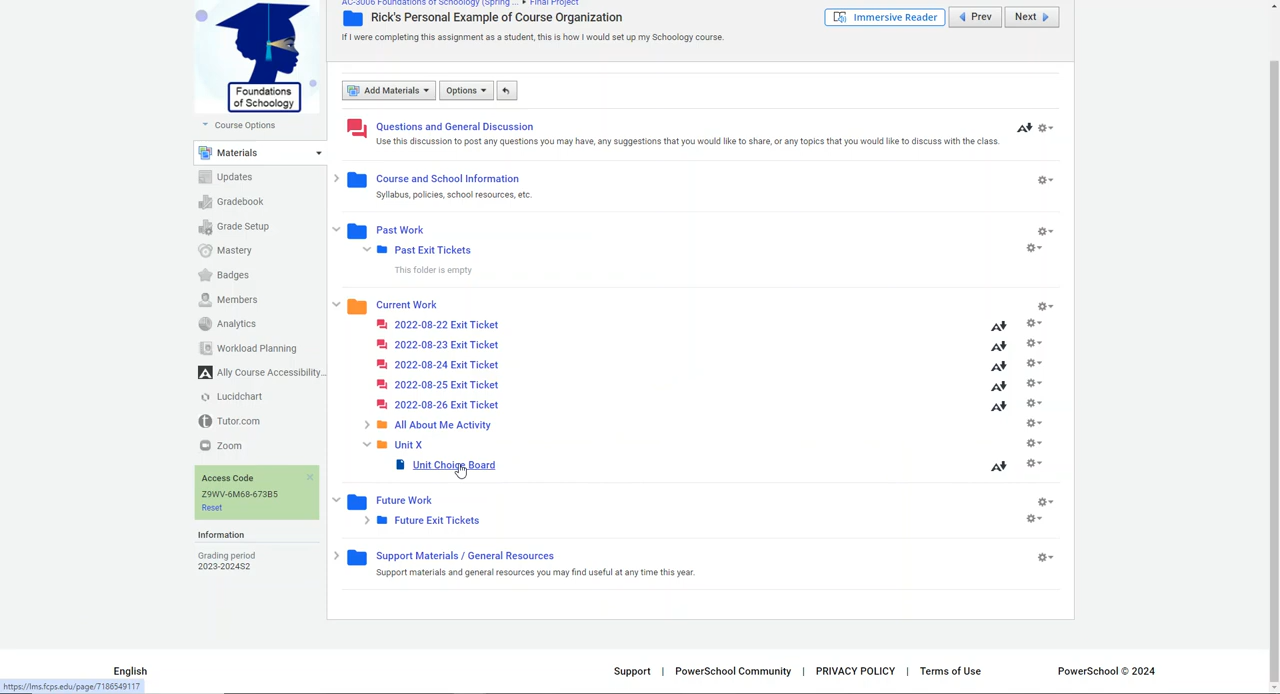 AC-3006 Foundations of Schoology (Spring ... ▸ Final Project
Rick's Personal Example of Course Organization
Immersive Reader
Prev
Next
If I were completing this assignment as a student, this is how I would set up my Schoology course.
Foundations
of Schoology
Course Options
Add Materials
Options
Materials
Updates
Gradebook
Grade Setup
Mastery
Badges
Members
Analytics
Workload Planning
Ally Course Accessibility...
Lucidchart
Tutor.com
Zoom
Access Code
Z9WV-6M68-673B5
Reset
Information
Grading period
2023-2024S2
Questions and General Discussion
Use this discussion to post any questions you may have, any suggestions that you would like to share, or any topics that you would like to discuss with the class.
Course and School Information
Syllabus, policies, school resources, etc.
Past Work
Past Exit Tickets
This folder is empty
Current Work
2022-08-22 Exit Ticket
2022-08-23 Exit Ticket
2022-08-24 Exit Ticket
2022-08-25 Exit Ticket
2022-08-26 Exit Ticket
All About Me Activity
Unit X
Unit Choice Board
Future Work
Future Exit Tickets
Support Materials / General Resources
Support materials and general resources you may find useful at any time this year.
English
Support | PowerSchool Community | PRIVACY POLICY | Terms of Use
PowerSchool © 2024
https://lms.fcps.edu/page/7186549117